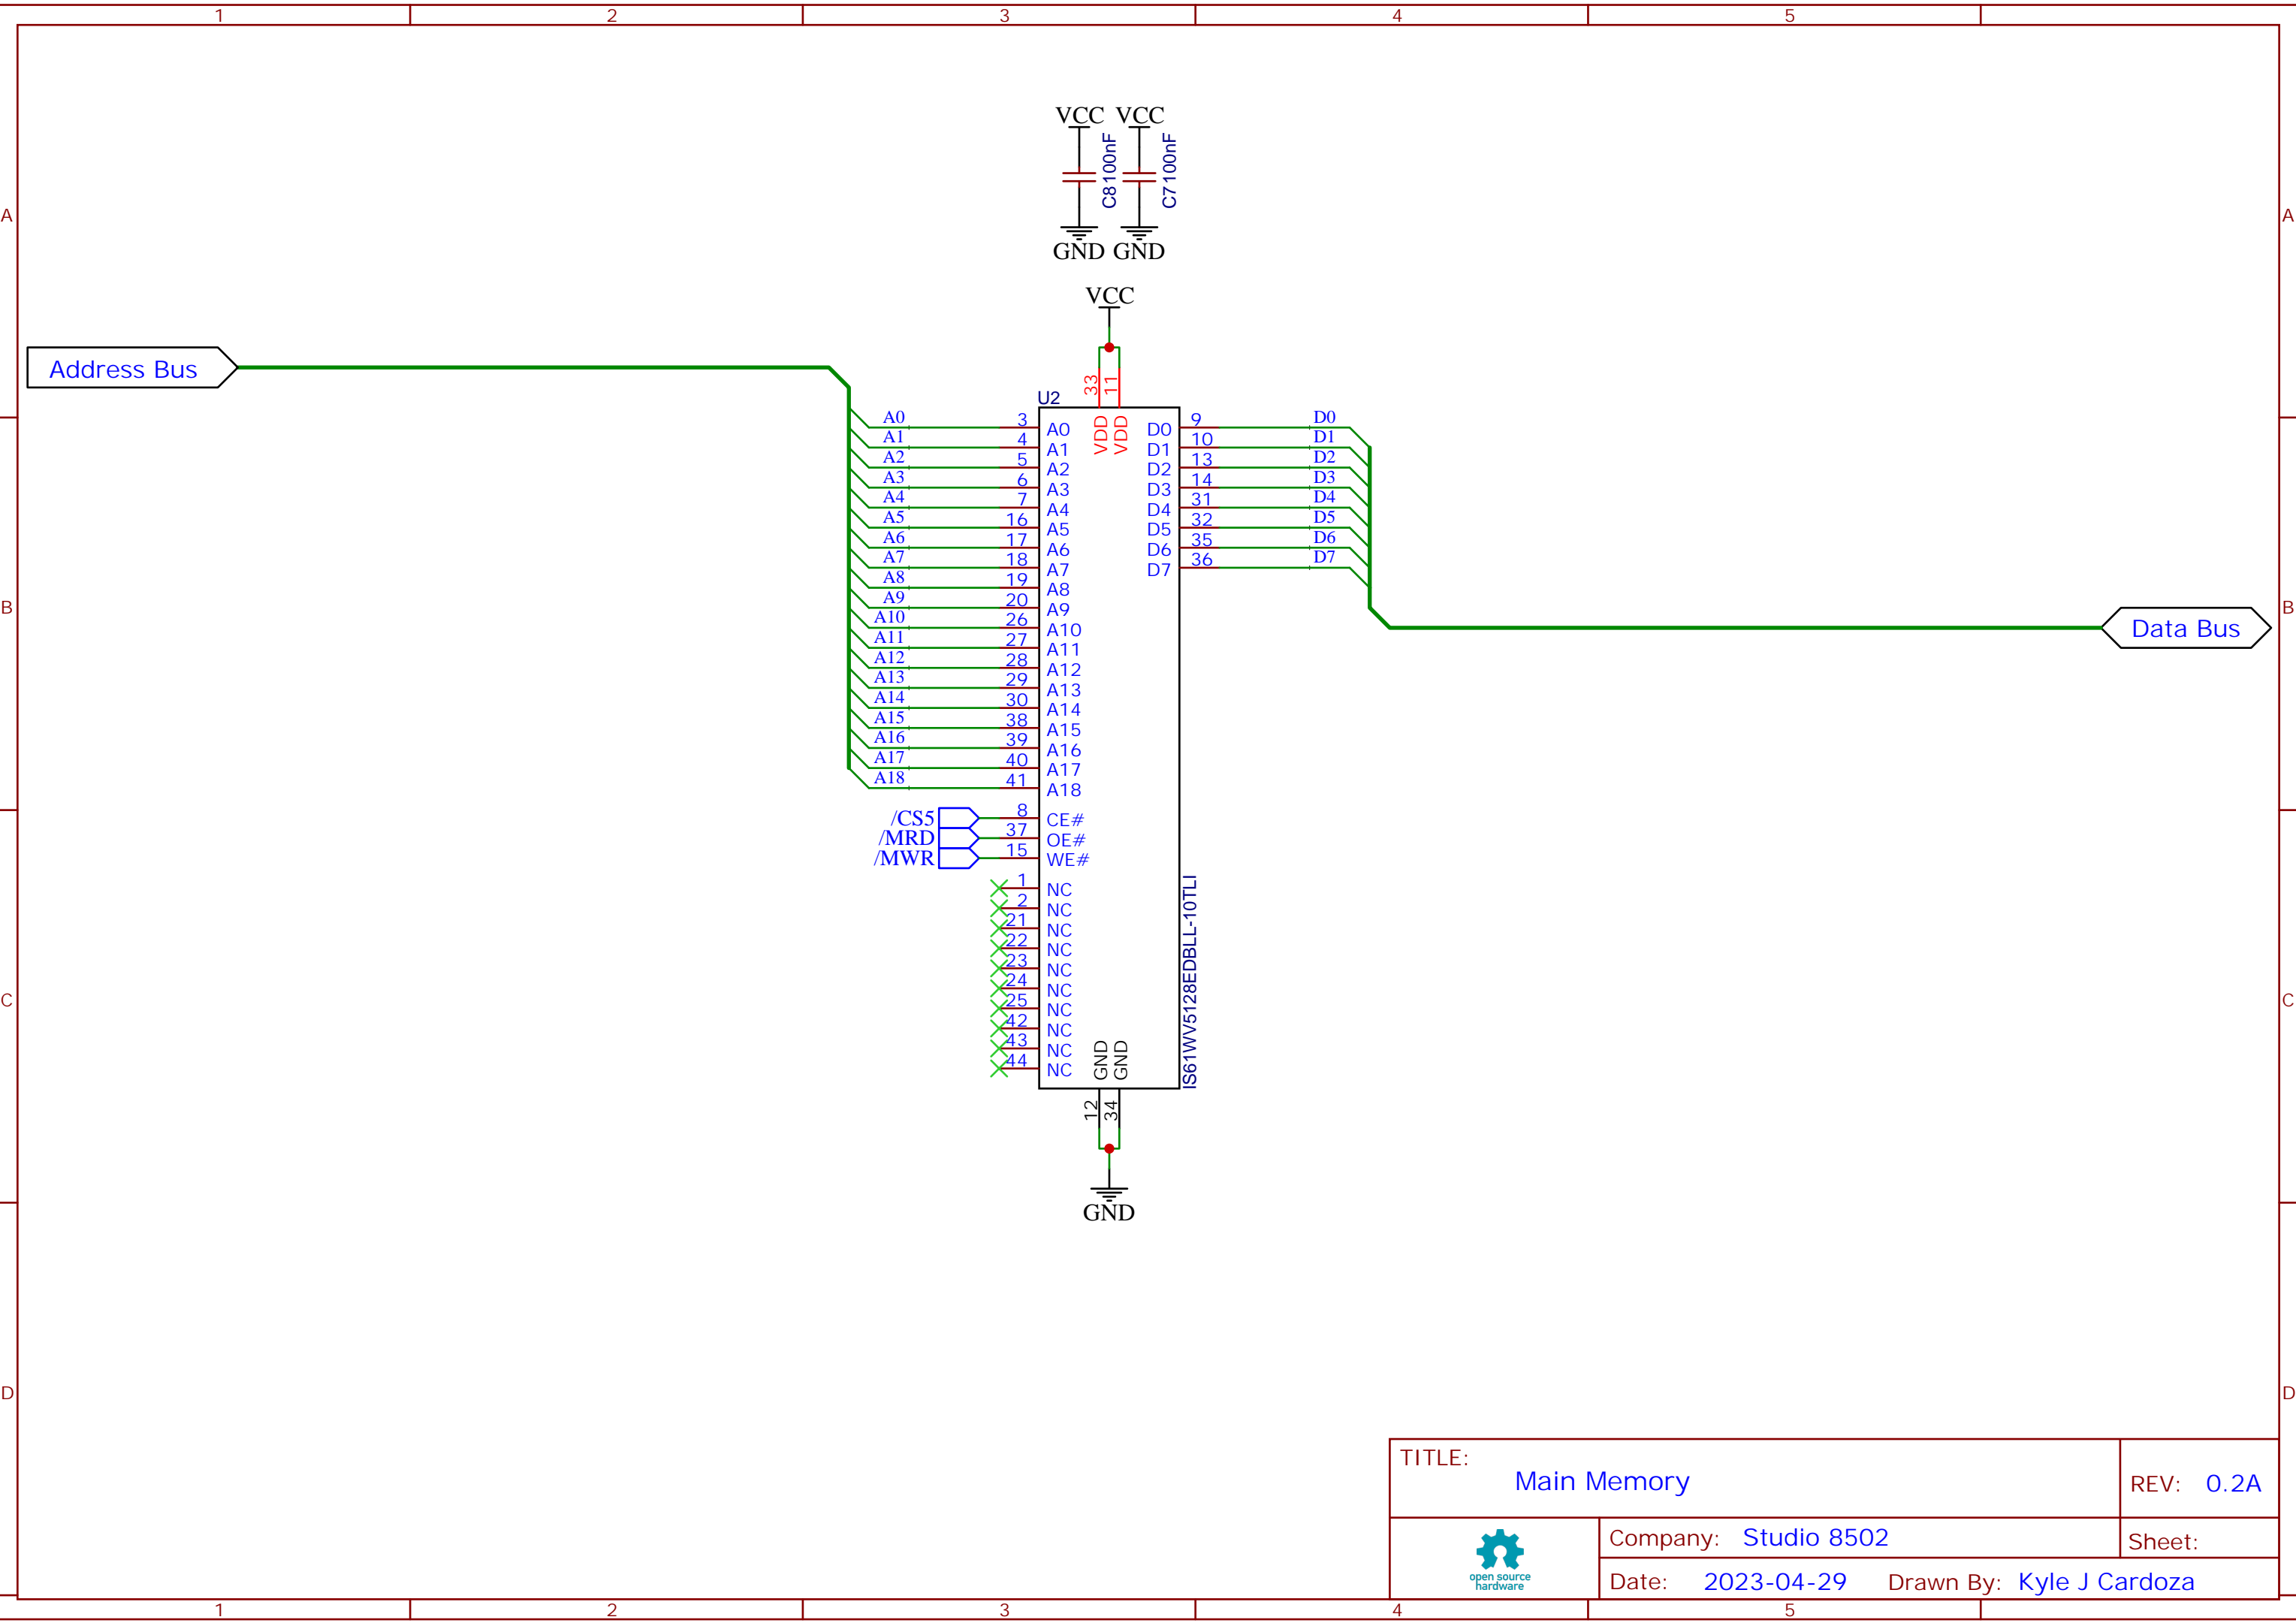 1 2 3 4 5
VCC VCC
C8 100nF
C7 100nF
A A
GND GND
VCC
Address Bus
33 11
U2
VDD VDD
A0 3 A0 D0 9 D0
A1 4 A1 D1 10 D1
A2 5 A2 D2 13 D2
A3 6 A3 D3 14 D3
A4 7 A4 D4 31 D4
A5 16 A5 D5 32 D5
A6 17 A6 D6 35 D6
A7 18 A7 D7 36 D7
A8 19 A8
A9 20 A9
B B
A10 26 A10
Data Bus
A11 27 A11
A12 28 A12
A13 29 A13
A14 30 A14
A15 38 A15
A16 39 A16
A17 40 A17
A18 41 A18
/CS5 8 CE#
/MRD 37 OE#
/MWR 15 WE#
1 NC
2 NC
21 NC
22 NC
23 NC
24 NC
25 NC
42 NC
43 NC
44 NC
IS61WV5128EDBLL-10TLI
C C
GND GND
12 34
GND
D D
TITLE:
Main Memory
REV: 0.2A
open source
hardware
Company: Studio 8502
Sheet:
Date: 2023-04-29 Drawn By: Kyle J Cardoza
1 2 3 4 5